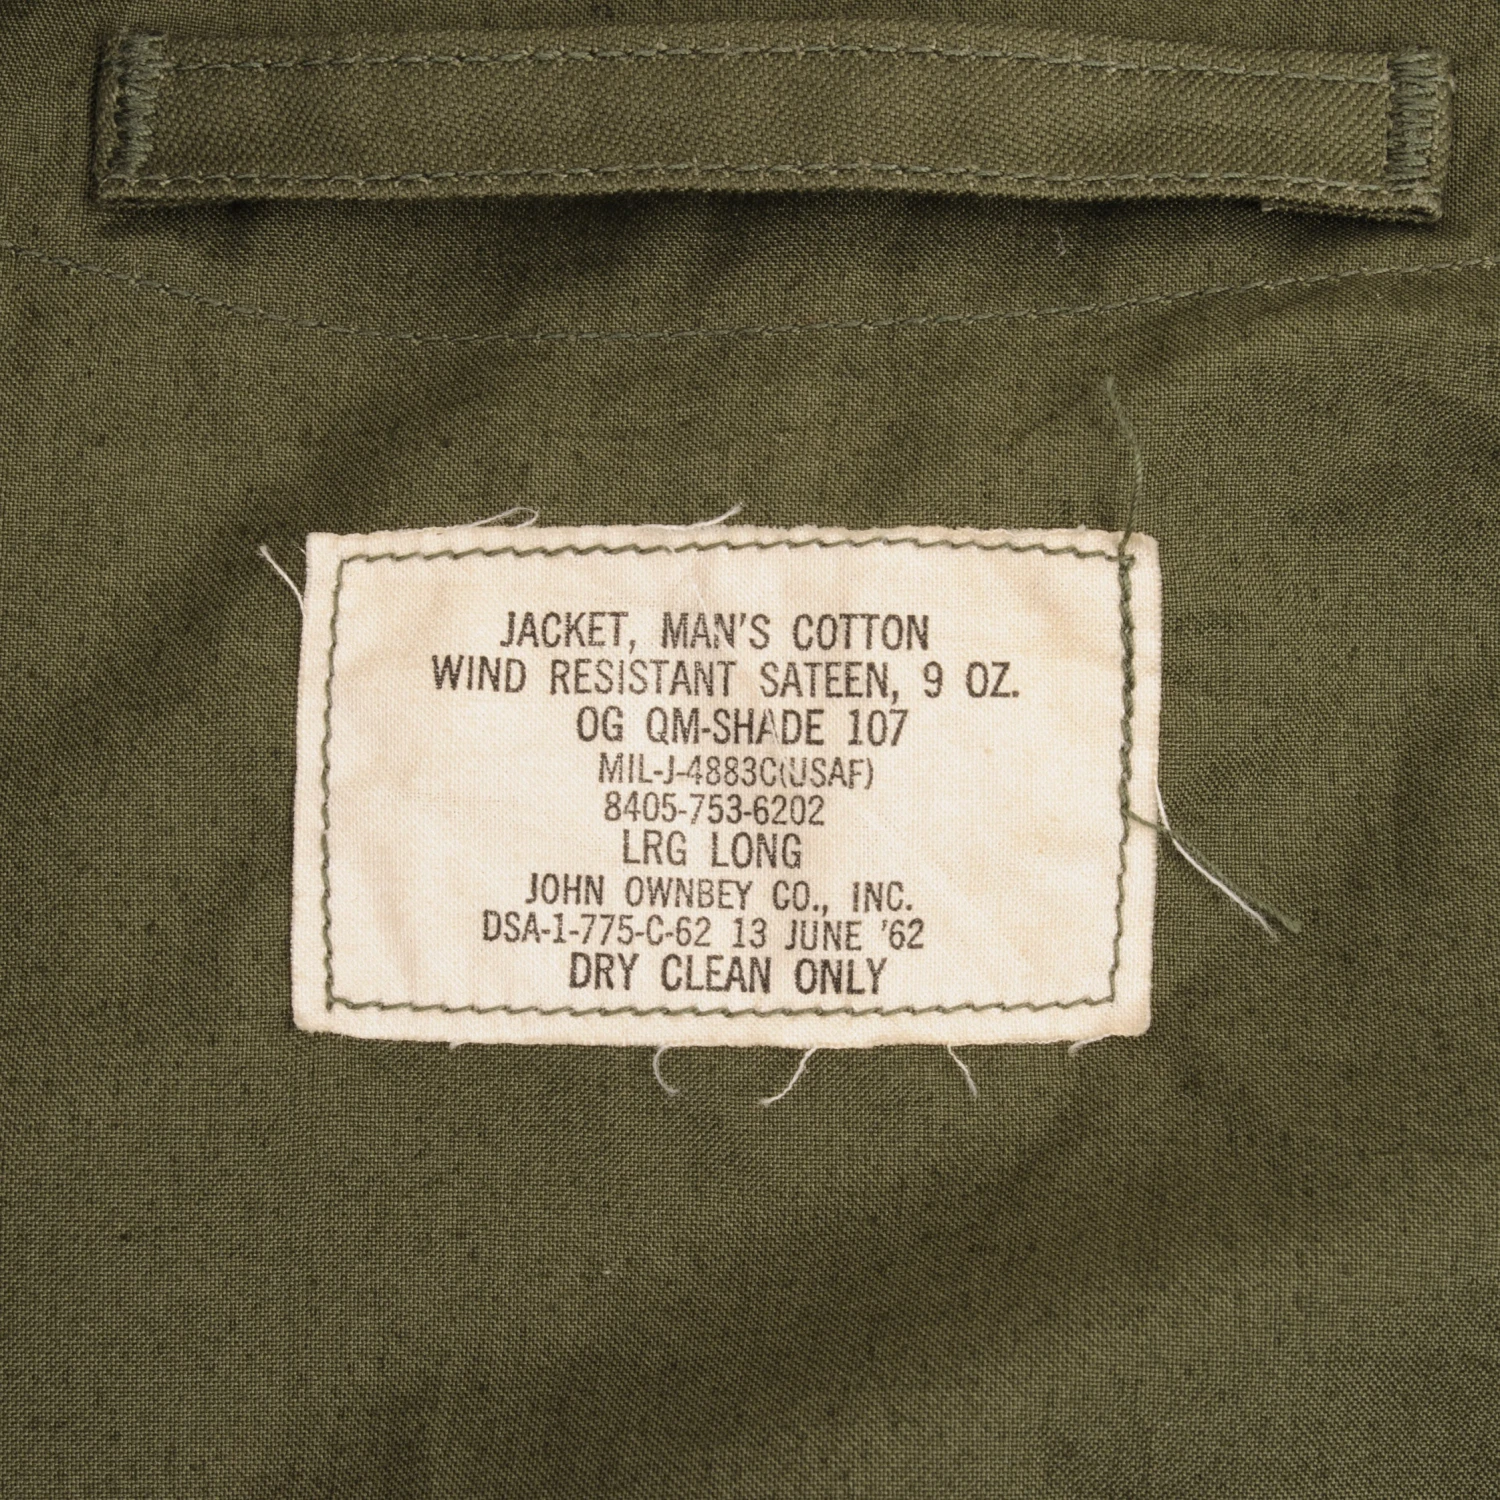 JACKET, MAN'S COTTON
WIND RESISTANT SATEEN, 9 OZ.
OG QM-SHADE 107
MIL-J-4883C(USAF)
8405-753-6202
LRG LONG
JOHN OWNBEY CO., INC.
DSA-1-775-C-62 13 JUNE '62
DRY CLEAN ONLY